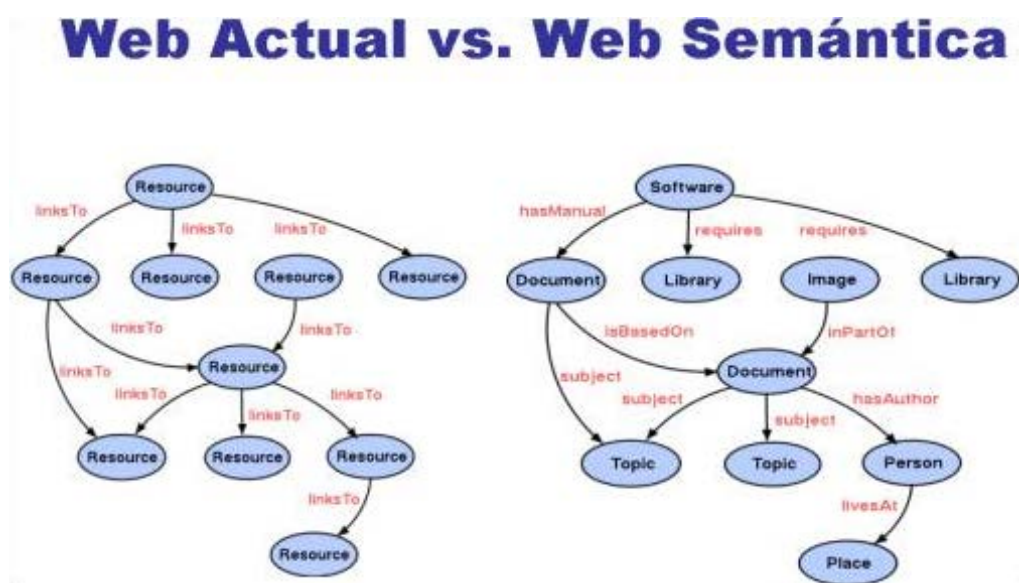 Web Actual vs. Web Semántica
Resource
linksTo
linksTo
linksTo
Resource
Resource
Resource
Resource
linksTo
linksTo
linksTo
Resource
linksTo
linksTo
linksTo
Resource
Resource
Resource
linksTo
Resource
Software
hasManual
requires
requires
Document
Library
Image
Library
isBasedOn
inPartOf
subject
Document
subject
subject
hasAuthor
Topic
Topic
Person
livesAt
Place